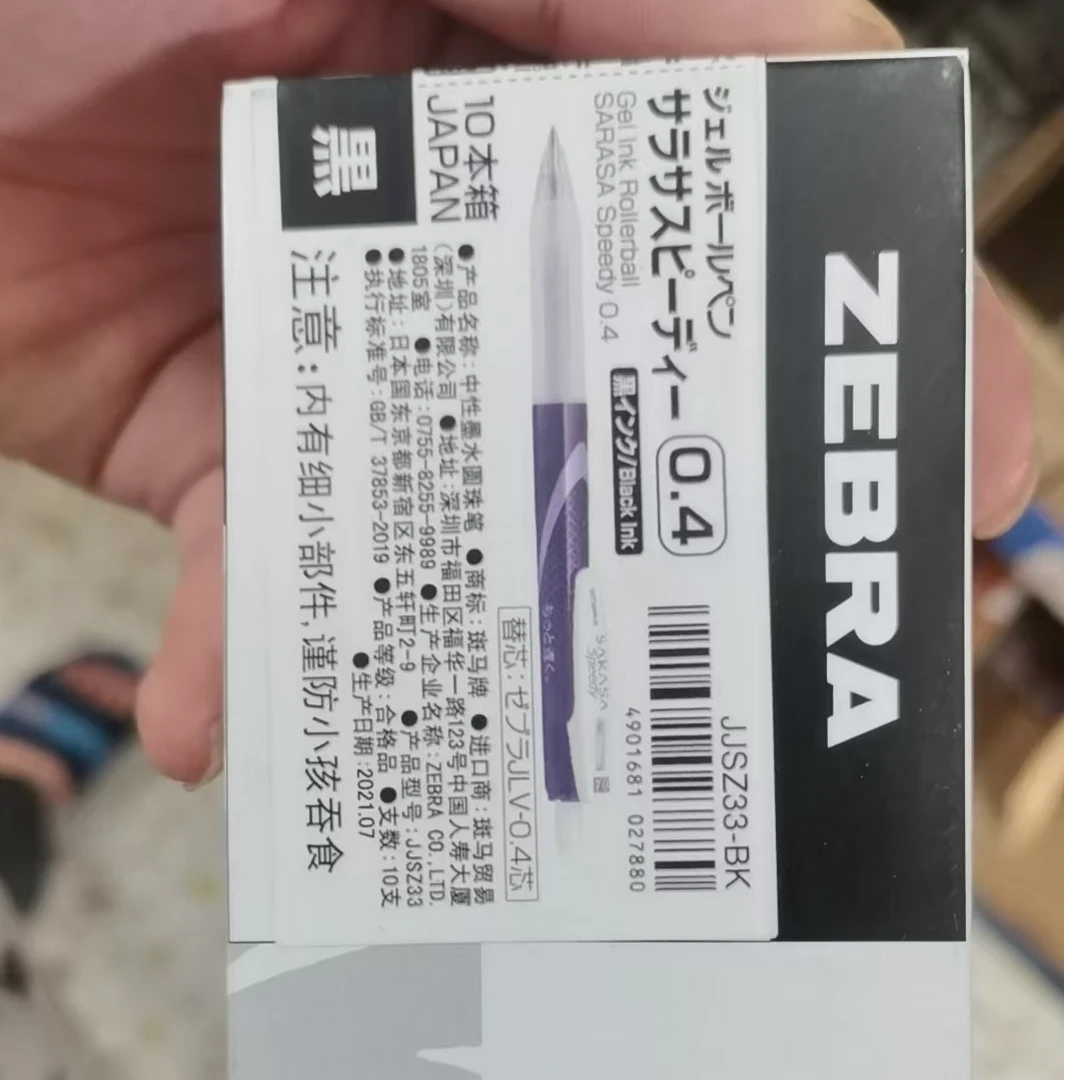 ZEBRA
JJSZ33-BK
ジェルボールペン
サラサスピーディー 0.4
Gel Ink Rollerball
SARASA Speedy 0.4
黒インク/Black Ink
4901681 027880
SARASA
Speedy
もっと速く。
替芯:ゼブラJLV-0.4芯
10本箱
JAPAN
黒
●产品名称:中性墨水圆珠笔 ●商标:斑马牌 ●进口商:斑马贸易
(深圳)有限公司 ●地址:深圳市福田区福华一路123号中国人寿大厦
1805室 ●电话:0755-8255-9989 ●生产企业名称:ZEBRA CO.,LTD.
●地址:日本国东京都新宿区东五轩町2-9 ●产品型号:JJSZ33
●执行标准号:GB/T 37853-2019 ●产品等级:合格品 ●支数:10支
●生产日期:2021.07
注意:内有细小部件,谨防小孩吞食